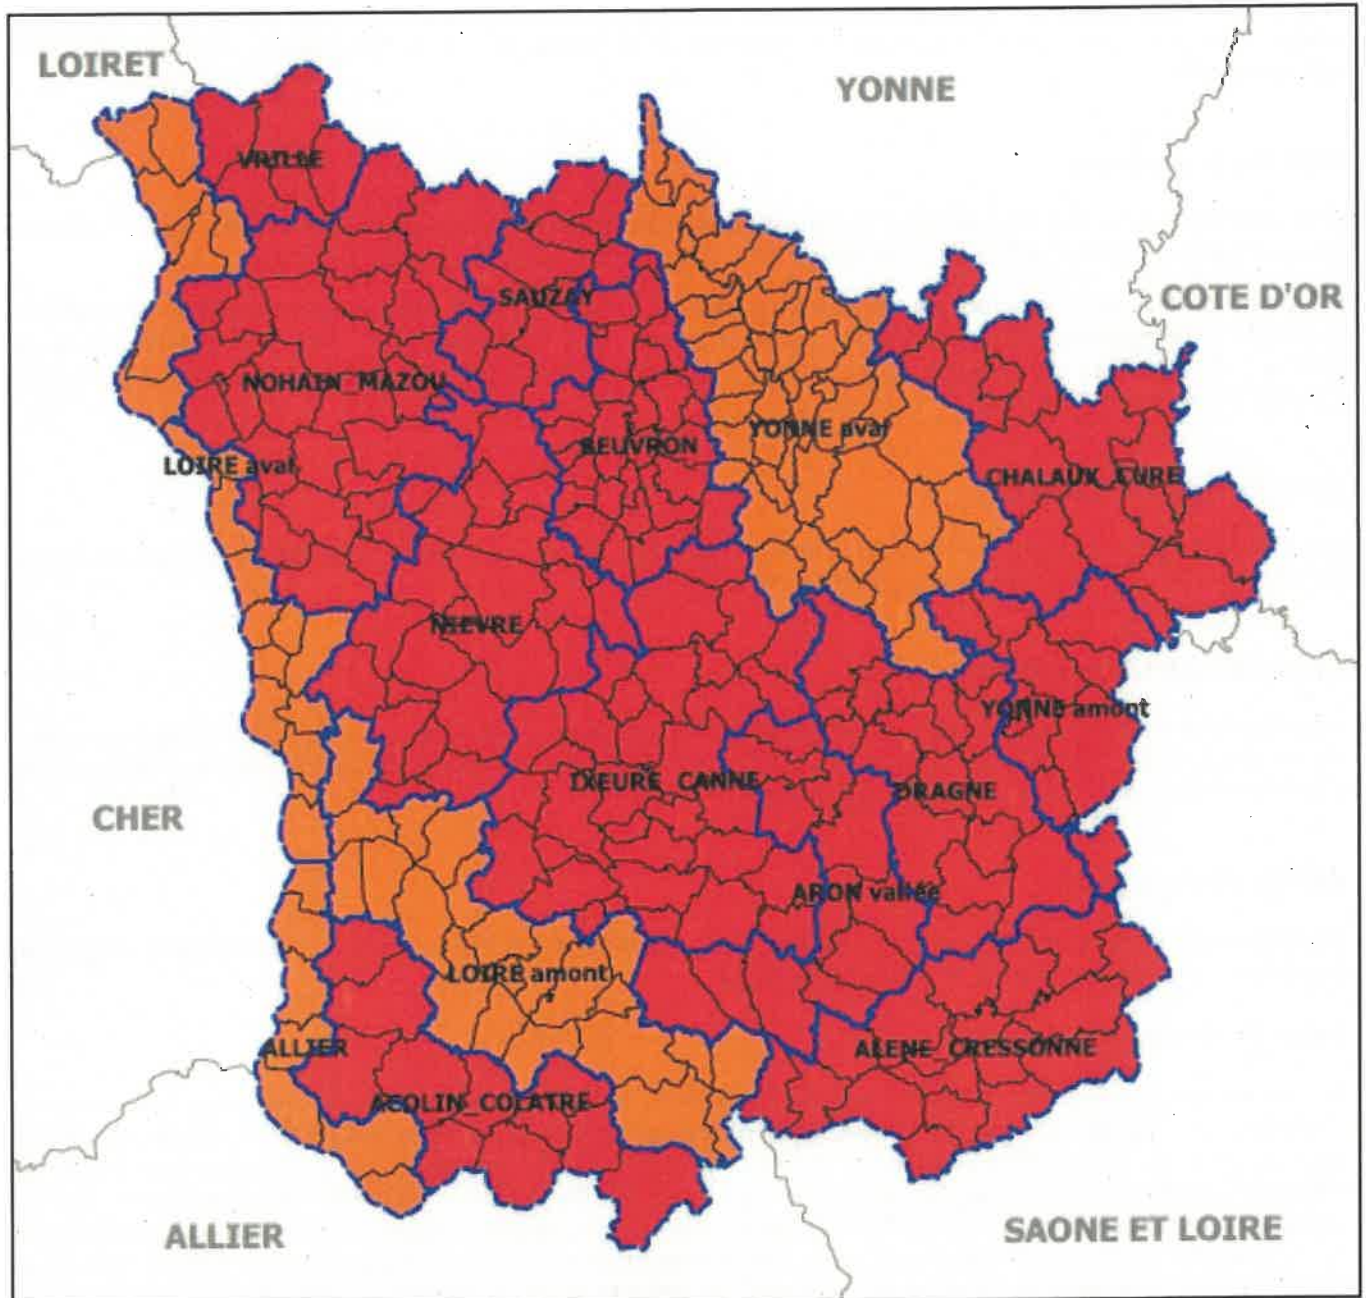 LOIRET
YONNE
VRILLE
COTE D'OR
SAUZAY
NOHAIN_MAZOU
YONNE aval
BEUVRON
LOIRE aval
CHALAUX_CURE
NIEVRE
YONNE amont
IXEURE_CANNE
DRAGNE
CHER
ARON vallée
LOIRE amont
ALLIER
ALENE_CRESSONNE
ACOLIN_COLATRE
ALLIER
SAONE ET LOIRE